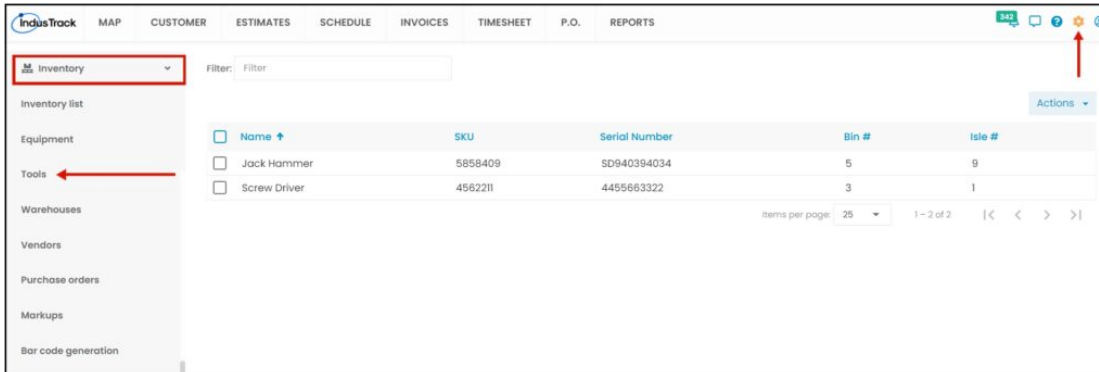 IndusTrack MAP CUSTOMER ESTIMATES SCHEDULE INVOICES TIMESHEET P.O. REPORTS 342
Inventory
Inventory list
Equipment
Tools
Warehouses
Vendors
Purchase orders
Markups
Bar code generation
Filter: Filter
Actions
Name SKU Serial Number Bin # Isle #
Jack Hammer 5858409 SD940394034 5 9
Screw Driver 4562211 4455663322 3 1
Items per page: 25 1 – 2 of 2